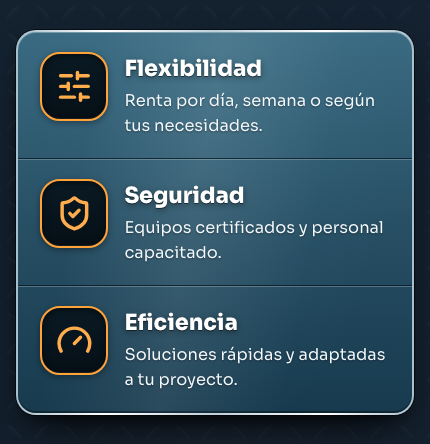 Flexibilidad
Renta por día, semana o según
tus necesidades.
Seguridad
Equipos certificados y personal
capacitado.
Eficiencia
Soluciones rápidas y adaptadas
a tu proyecto.